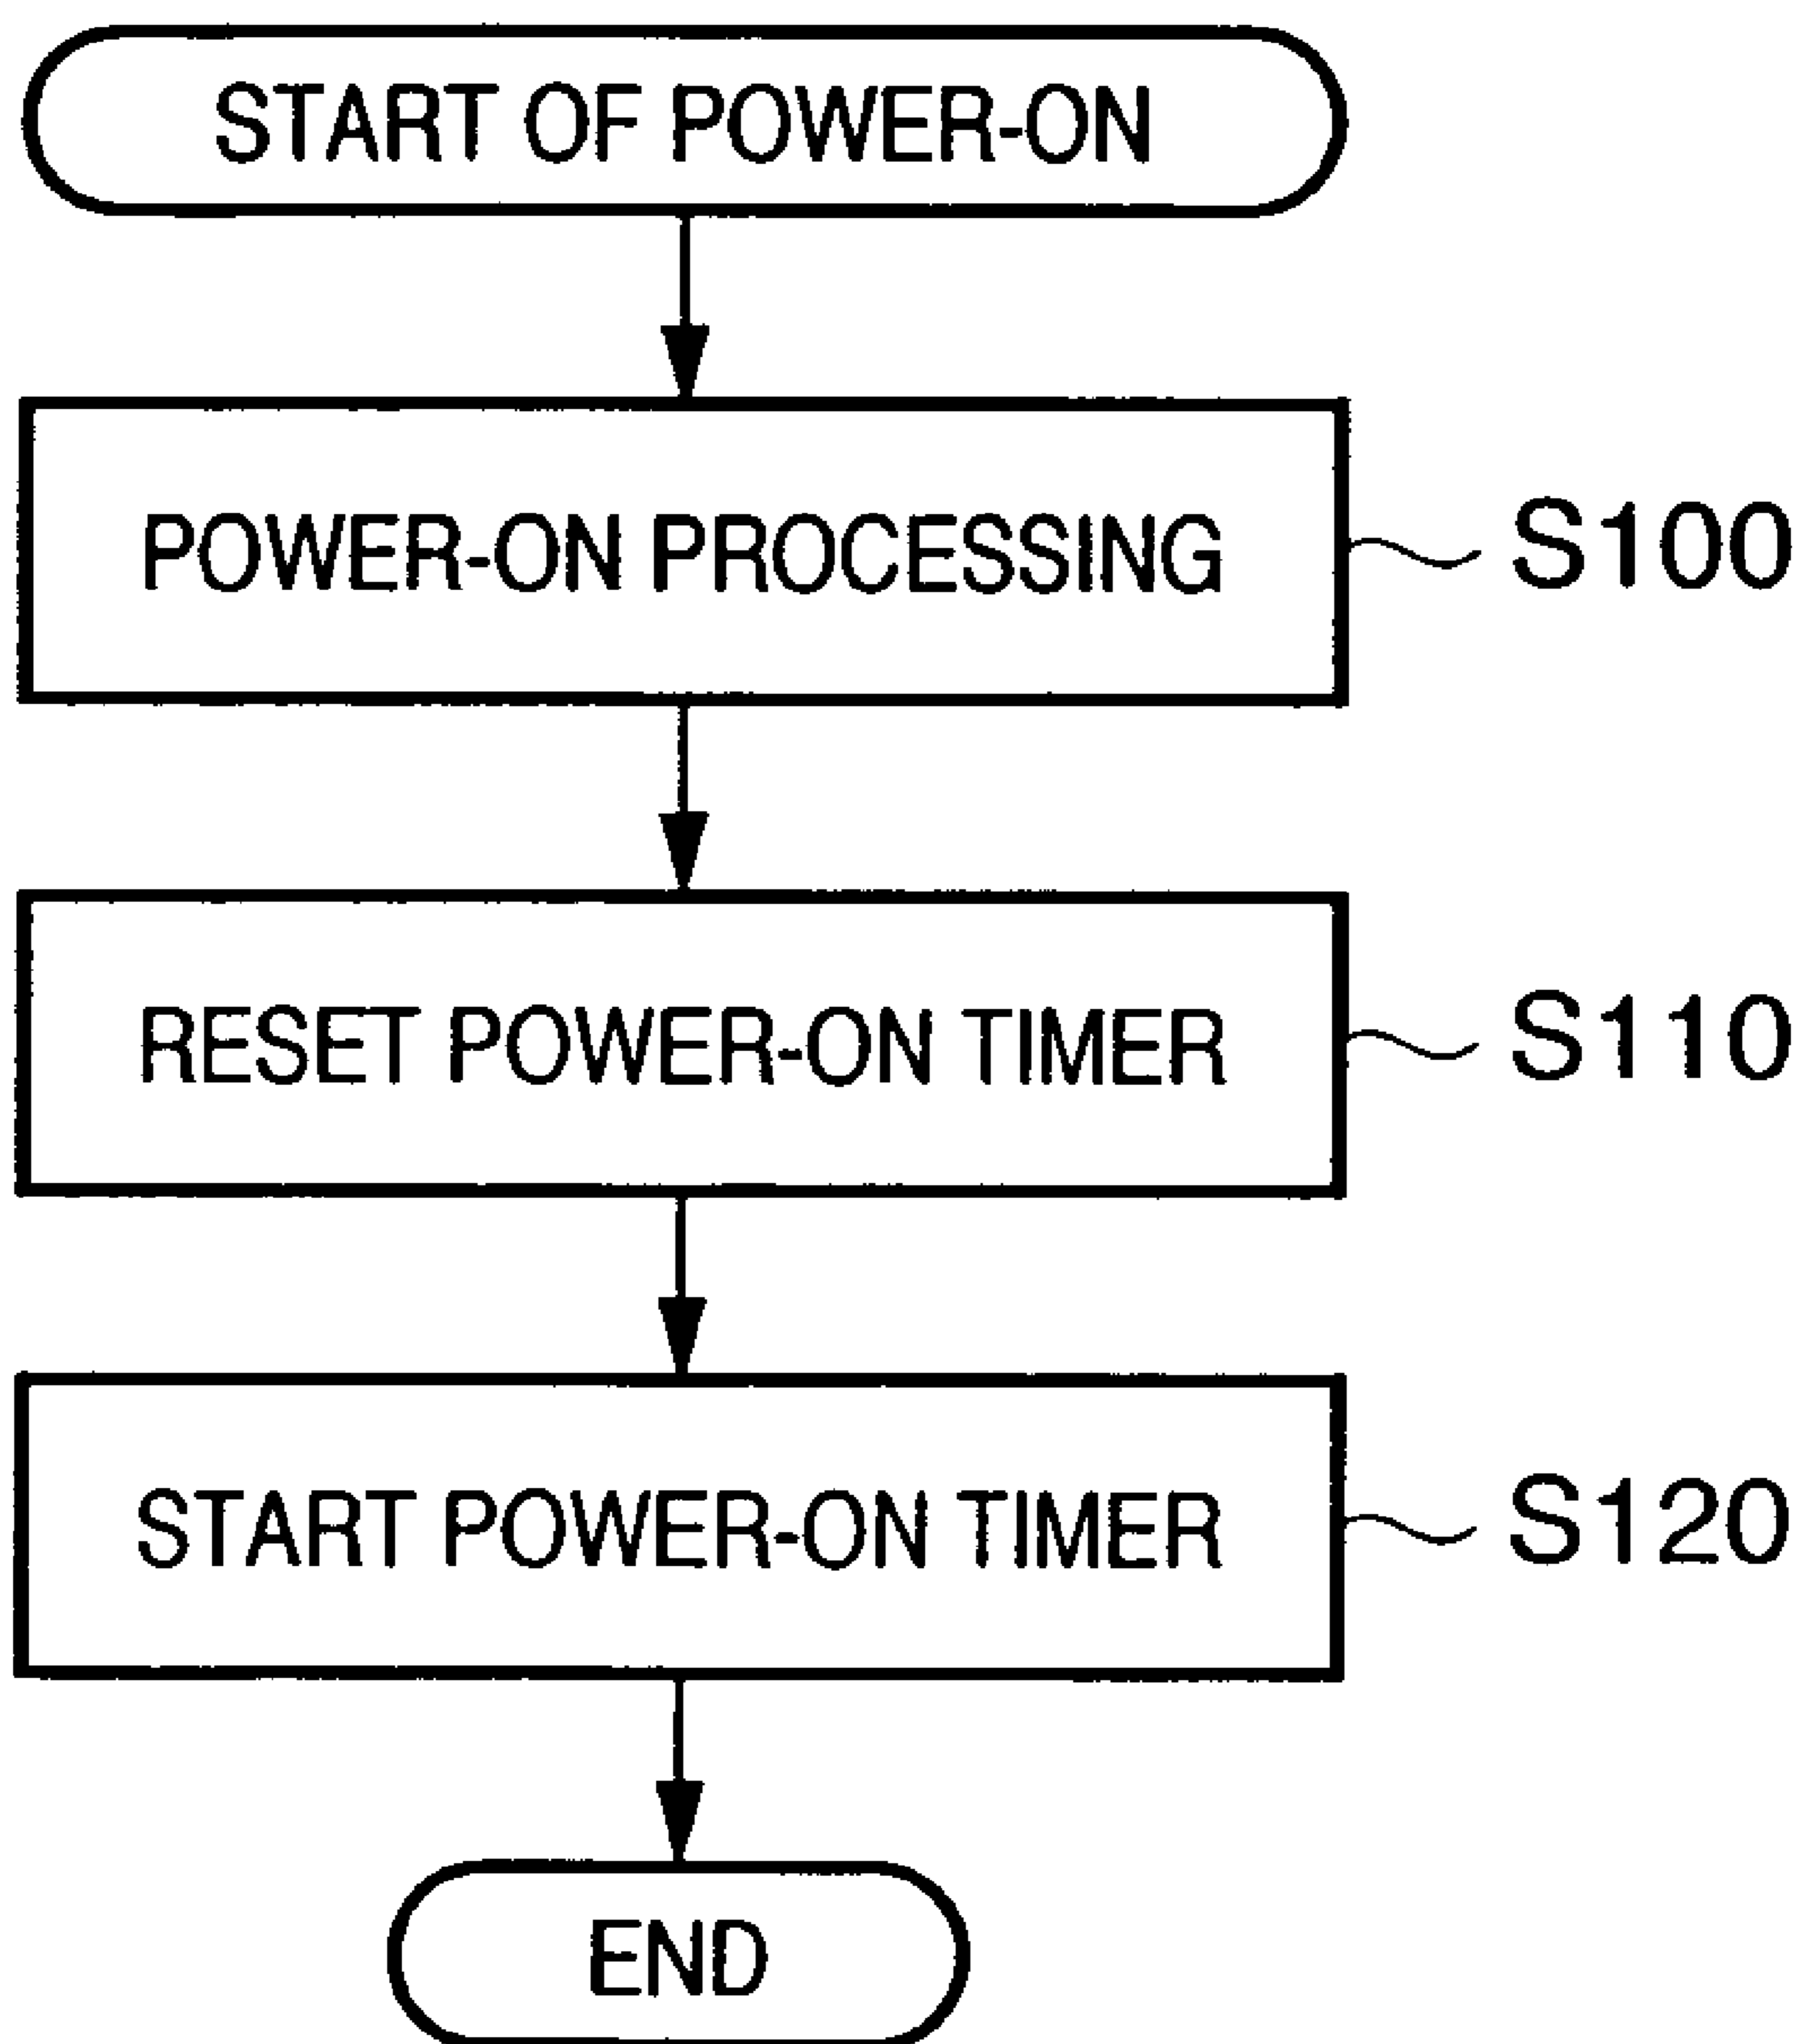 START OF POWER-ON
POWER-ON PROCESSING S100
RESET POWER-ON TIMER S110
START POWER-ON TIMER S120
END